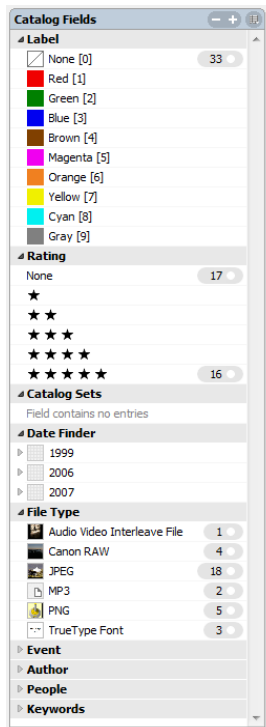 Catalog Fields
Label
None [0] 33
Red [1]
Green [2]
Blue [3]
Brown [4]
Magenta [5]
Orange [6]
Yellow [7]
Cyan [8]
Gray [9]
Rating
None 17
★
★ ★
★ ★ ★
★ ★ ★ ★
★ ★ ★ ★ ★ 16
Catalog Sets
Field contains no entries
Date Finder
1999
2006
2007
File Type
Audio Video Interleave File 1
Canon RAW 4
JPEG 18
MP3 2
PNG 5
TrueType Font 3
Event
Author
People
Keywords